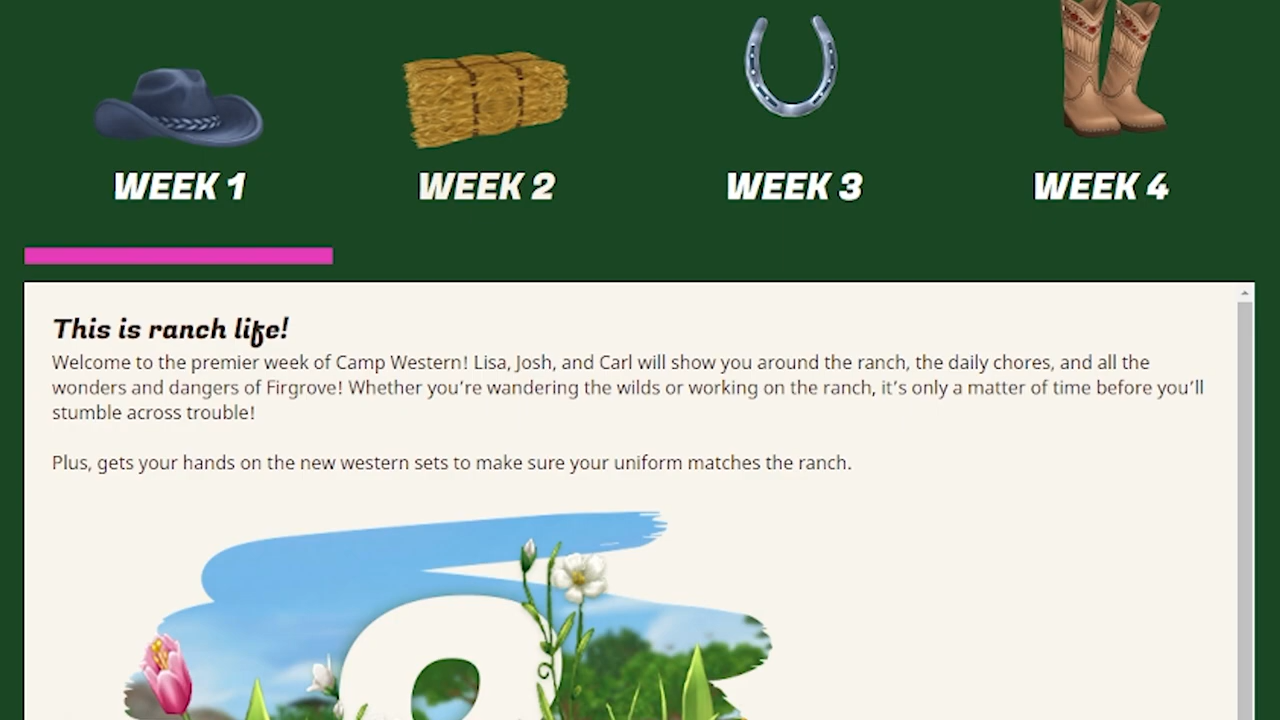 WEEK 1
WEEK 2
WEEK 3
WEEK 4
This is ranch life!
Welcome to the premier week of Camp Western! Lisa, Josh, and Carl will show you around the ranch, the daily chores, and all the
wonders and dangers of Firgrove! Whether you’re wandering the wilds or working on the ranch, it’s only a matter of time before you’ll
stumble across trouble!
Plus, gets your hands on the new western sets to make sure your uniform matches the ranch.